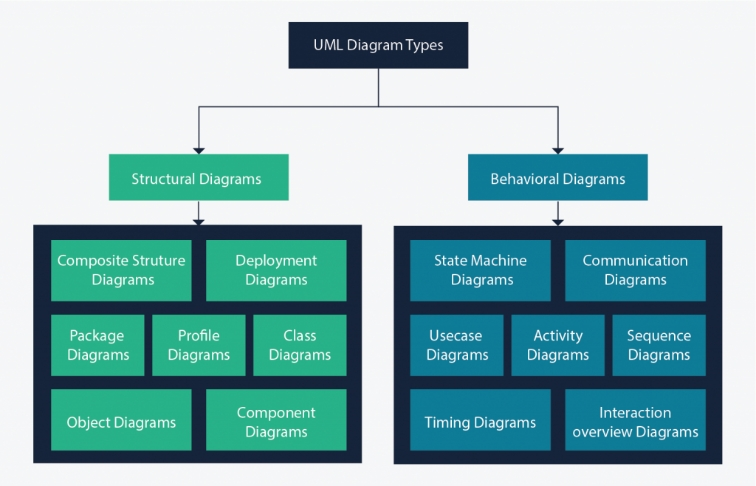 UML Diagram Types
Structural Diagrams
Behavioral Diagrams
Composite Struture
Diagrams
Deployment
Diagrams
Package
Diagrams
Profile
Diagrams
Class
Diagrams
Object Diagrams
Component
Diagrams
State Machine
Diagrams
Communication
Diagrams
Usecase
Diagrams
Activity
Diagrams
Sequence
Diagrams
Timing Diagrams
Interaction
overview Diagrams